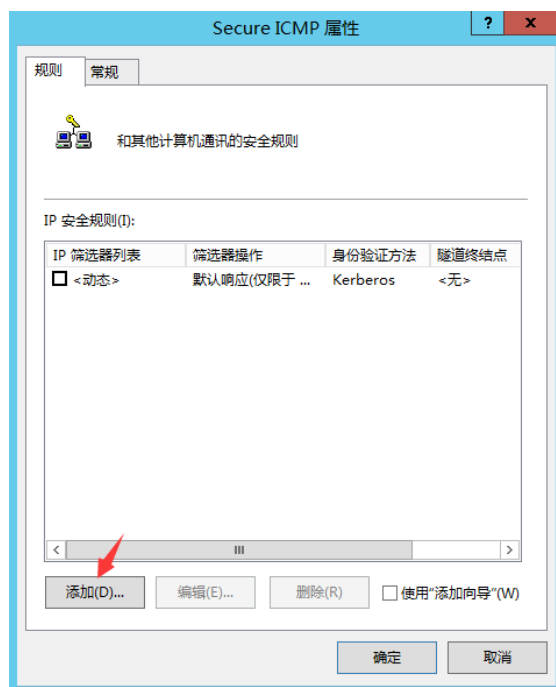 Secure ICMP 属性
?
x
规则
常规
和其他计算机通讯的安全规则
IP 安全规则(I):
IP 筛选器列表 筛选器操作 身份验证方法 隧道终结点
<动态> 默认响应(仅限于 ... Kerberos <无>
添加(D)... 编辑(E)... 删除(R) 使用"添加向导"(W)
确定 取消